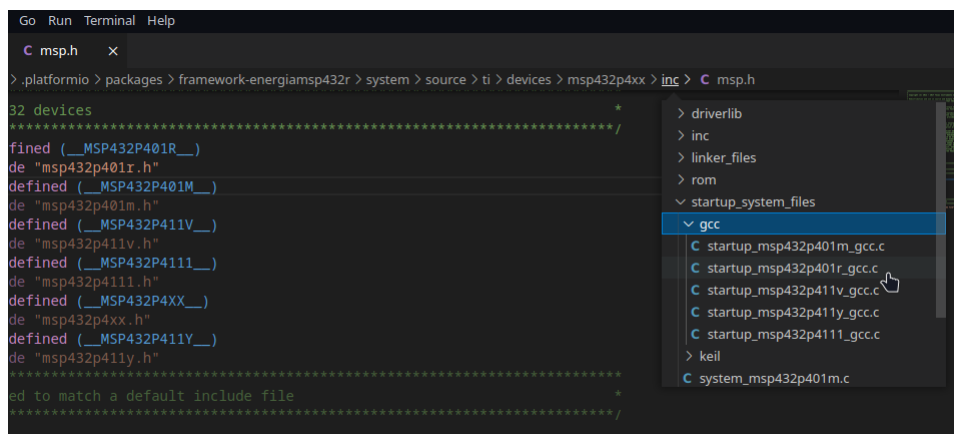 Go Run Terminal Help
C msp.h ×
> .platformio > packages > framework-energiamsp432r > system > source > ti > devices > msp432p4xx > inc > C msp.h
32 devices *
*************************************************************************/
fined (__MSP432P401R__)
de "msp432p401r.h"
defined (__MSP432P401M__)
de "msp432p401m.h"
defined (__MSP432P411V__)
de "msp432p411v.h"
defined (__MSP432P4111__)
de "msp432p4111.h"
defined (__MSP432P4XX__)
de "msp432p4xx.h"
defined (__MSP432P411Y__)
de "msp432p411y.h"
*************************************************************************
ed to match a default include file *
*************************************************************************/
> driverlib
> inc
> linker_files
> rom
startup_system_files
gcc
C startup_msp432p401m_gcc.c
C startup_msp432p401r_gcc.c
C startup_msp432p411v_gcc.c
C startup_msp432p411y_gcc.c
C startup_msp432p4111_gcc.c
> keil
C system_msp432p401m.c